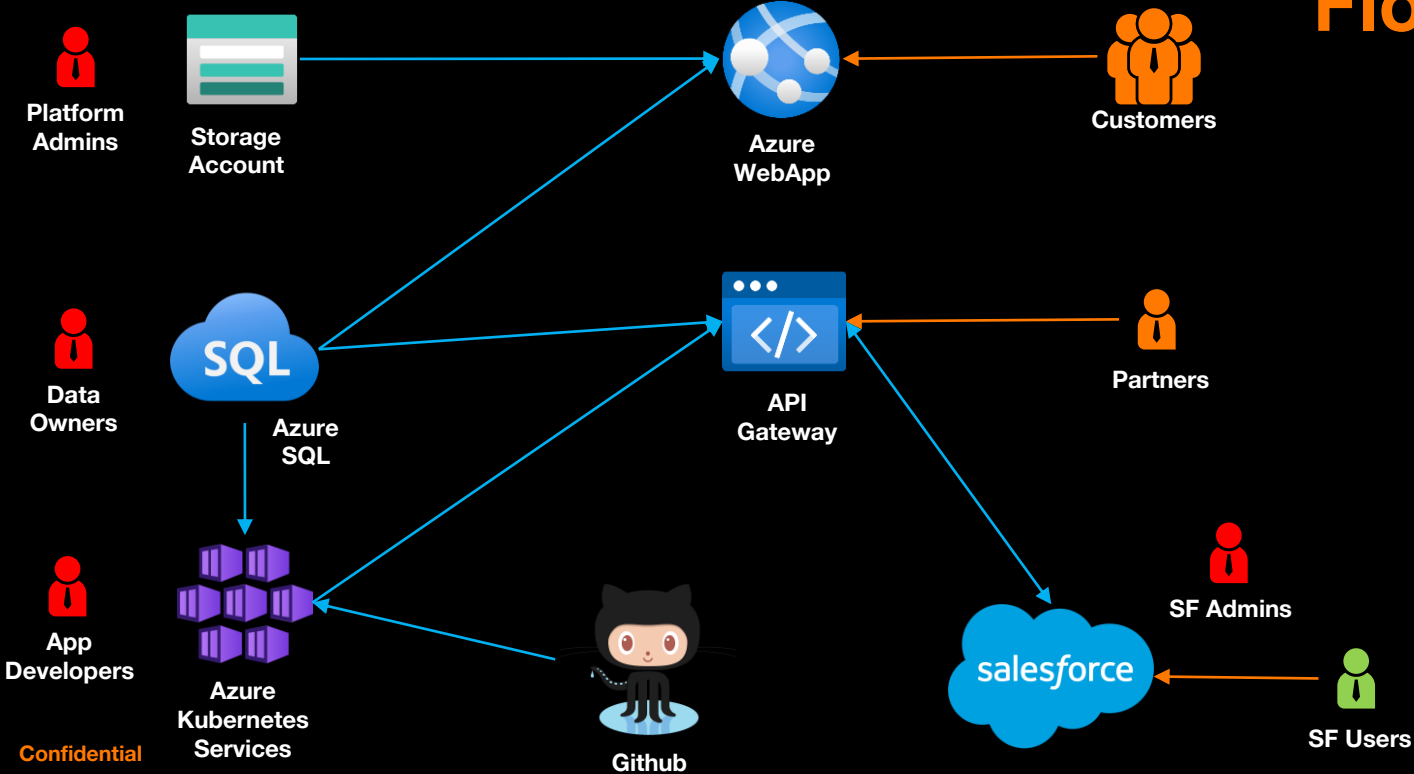 Platform
Admins
Storage
Account
Azure
WebApp
Customers
SQL
Data
Owners
Azure
SQL
</>
API
Gateway
Partners
App
Developers
Azure
Kubernetes
Services
Github
salesforce
SF Admins
SF Users
Confidential